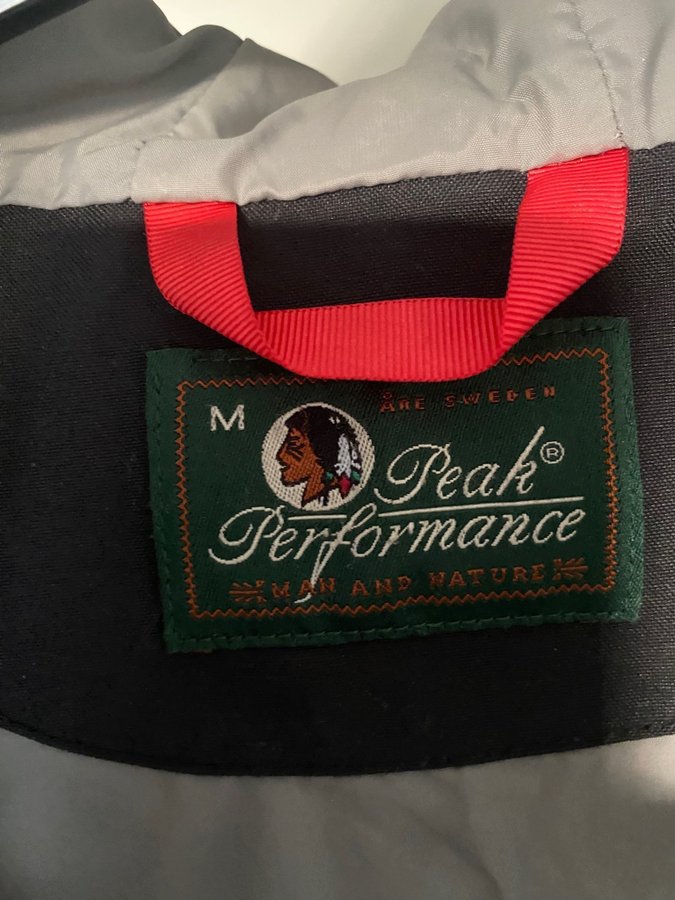 M
ÅRE SWEDEN
Peak®
Performance
MAN AND NATURE